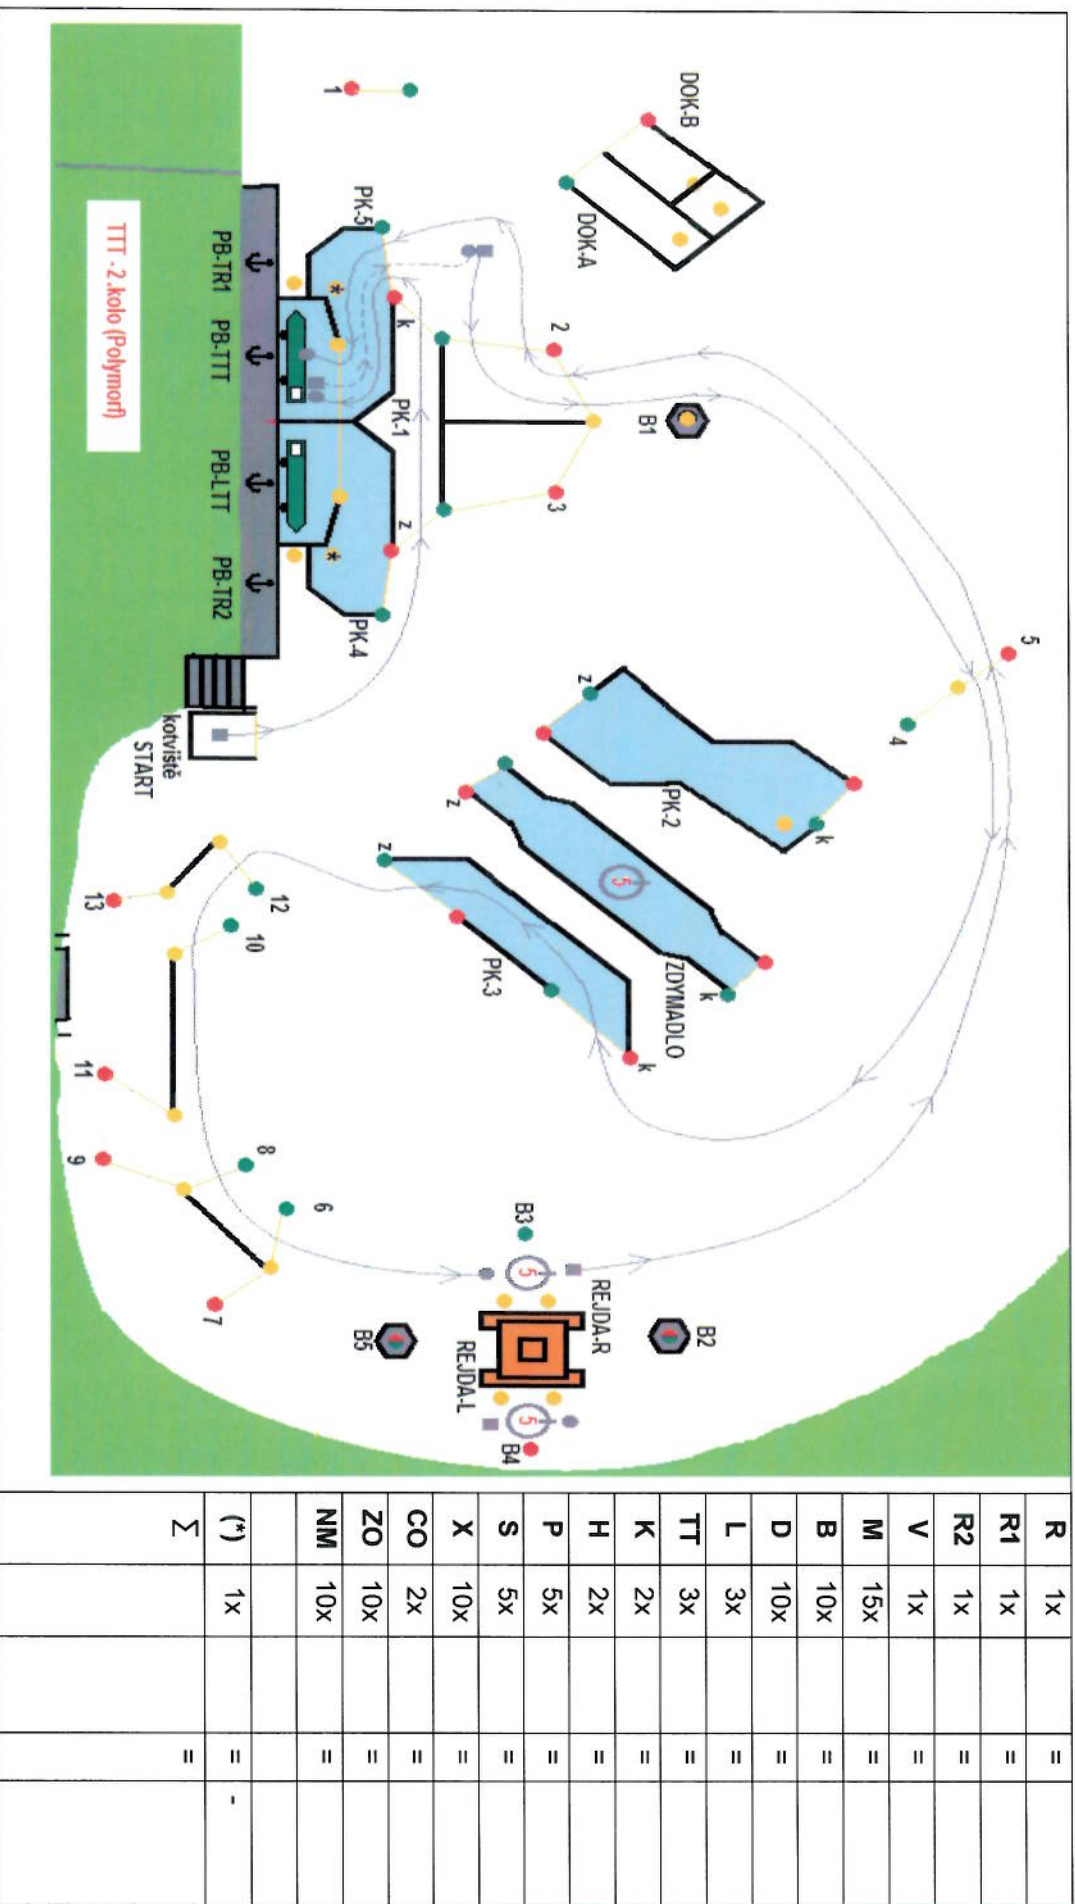 DOK-B
DOK-A
1
PK-5
2
k
B1
PK-1
3
z
PK-4
5
4
*
*
PB-TR1
PB-TTT
PB-LTT
PB-TR2
TTT - 2.kolo (Polymorf)
kotviště
START
z
PK-2
k
z
5
ZDYMADLO
k
z
PK-3
k
12
13
10
11
8
9
6
7
B3
5
REJDA-R
B2
B5
REJDA-L
5
B4
R 1x =
R1 1x =
R2 1x =
V 1x =
M 15x =
B 10x =
D 10x =
L 3x =
TT 3x =
K 2x =
H 2x =
P 5x =
S 5x =
X 10x =
CO 2x =
ZO 10x =
NM 10x =
(*) 1x = -
Σ =